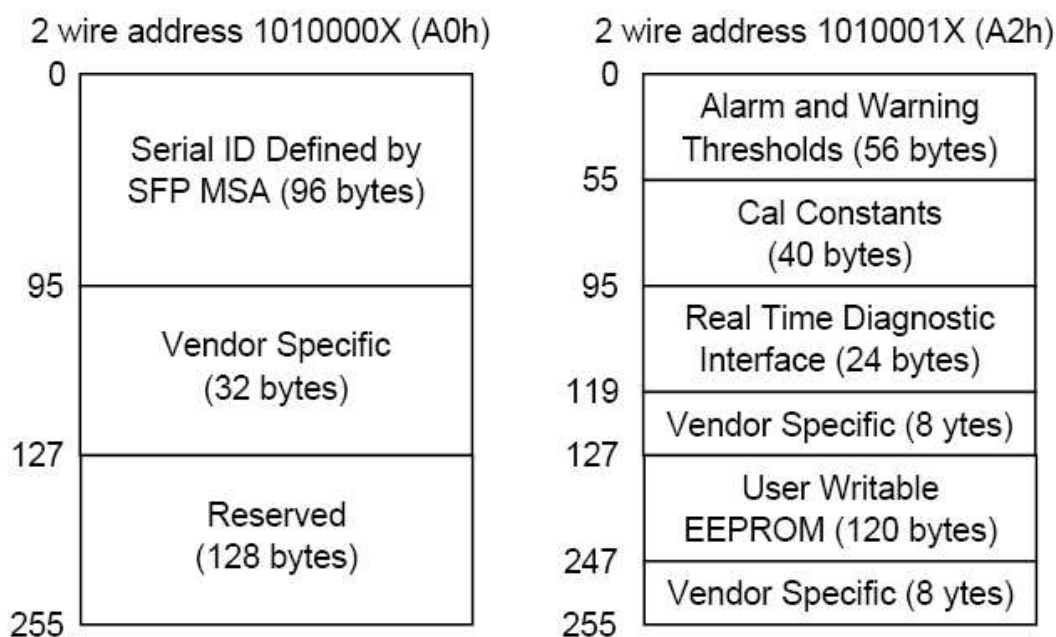 2 wire address 1010000X (A0h)
0
Serial ID Defined by
SFP MSA (96 bytes)
95
Vendor Specific
(32 bytes)
127
Reserved
(128 bytes)
255
2 wire address 1010001X (A2h)
0
Alarm and Warning
Thresholds (56 bytes)
55
Cal Constants
(40 bytes)
95
Real Time Diagnostic
Interface (24 bytes)
119
Vendor Specific (8 ytes)
127
User Writable
EEPROM (120 bytes)
247
Vendor Specific (8 ytes)
255